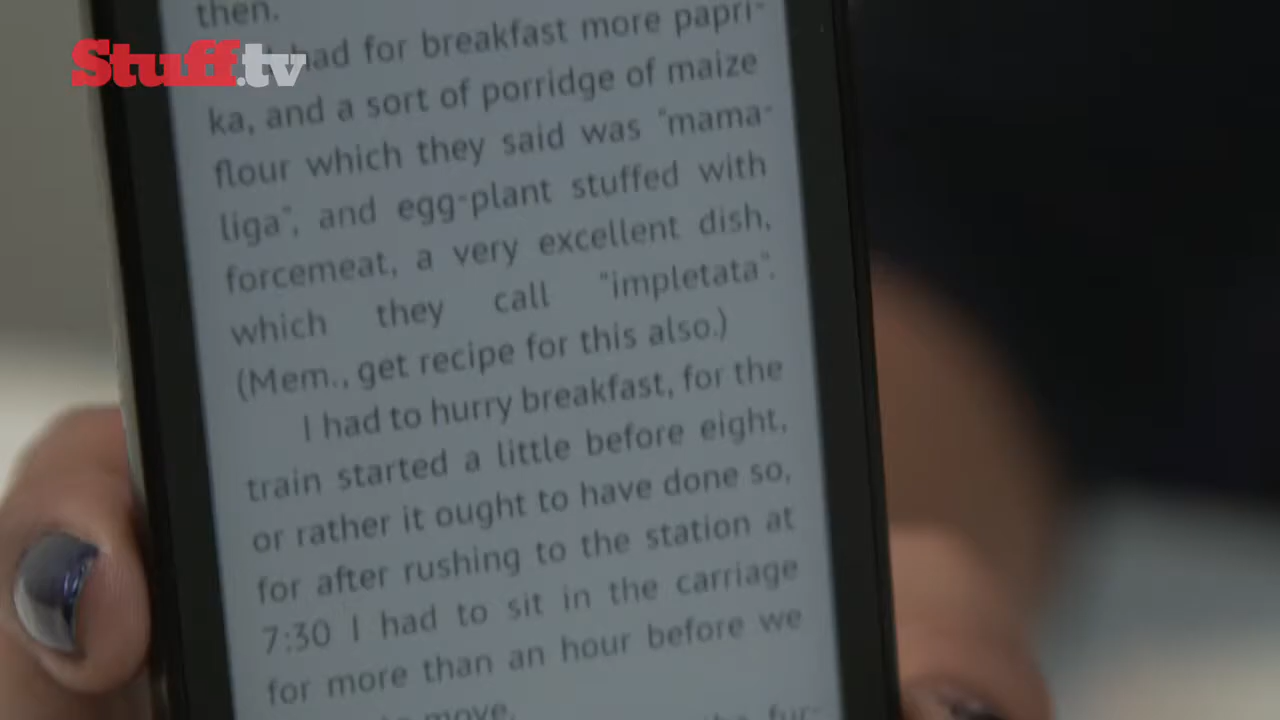 Stuff.tv
then.
had for breakfast more papri-
ka, and a sort of porridge of maize
flour which they said was "mama-
liga", and egg-plant stuffed with
forcemeat, a very excellent dish,
which they call "impletata".
(Mem., get recipe for this also.)
I had to hurry breakfast, for the
train started a little before eight,
or rather it ought to have done so,
for after rushing to the station at
7:30 I had to sit in the carriage
for more than an hour before we
move.
fur-